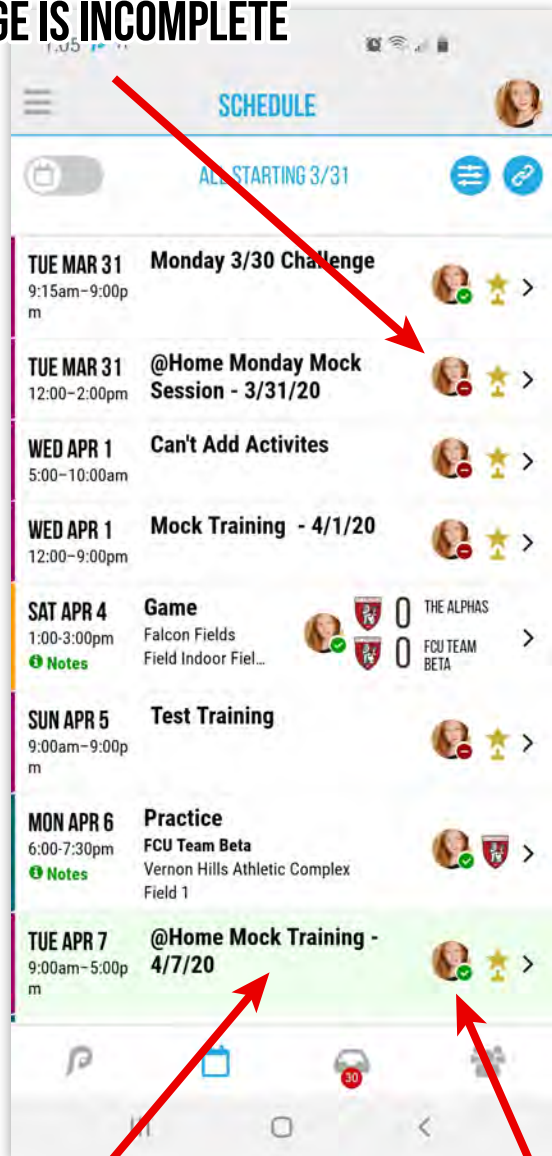 GE IS INCOMPLETE
1:05
SCHEDULE
ALL STARTING 3/31
TUE MAR 31
9:15am-9:00p
m
Monday 3/30 Challenge
TUE MAR 31
12:00-2:00pm
@Home Monday Mock
Session - 3/31/20
WED APR 1
5:00-10:00am
Can't Add Activites
WED APR 1
12:00-9:00pm
Mock Training - 4/1/20
SAT APR 4
1:00-3:00pm
Notes
Game
Falcon Fields
Field Indoor Fiel...
0 THE ALPHAS
0 FCU TEAM
BETA
SUN APR 5
9:00am-9:00p
m
Test Training
MON APR 6
6:00-7:30pm
Notes
Practice
FCU Team Beta
Vernon Hills Athletic Complex
Field 1
TUE APR 7
9:00am-5:00p
m
@Home Mock Training -
4/7/20
30